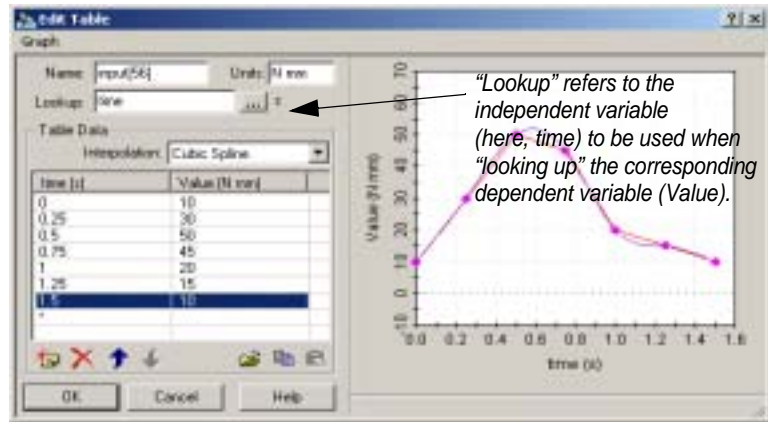 Edit Table
Graph
Name: input[56] Units: N mm
Lookup: time ... s
Table Data
Interpolation: Cubic Spline
time [s] Value [N mm]
0 10
0.25 30
0.5 50
0.75 45
1 20
1.25 15
1.5 10
*
OK Cancel Help
"Lookup" refers to the
independent variable
(here, time) to be used when
"looking up" the corresponding
dependent variable (Value).
Value (N mm)
70
60
50
40
30
20
10
0
-10
0.0 0.2 0.4 0.6 0.8 1.0 1.2 1.4 1.6
time (s)